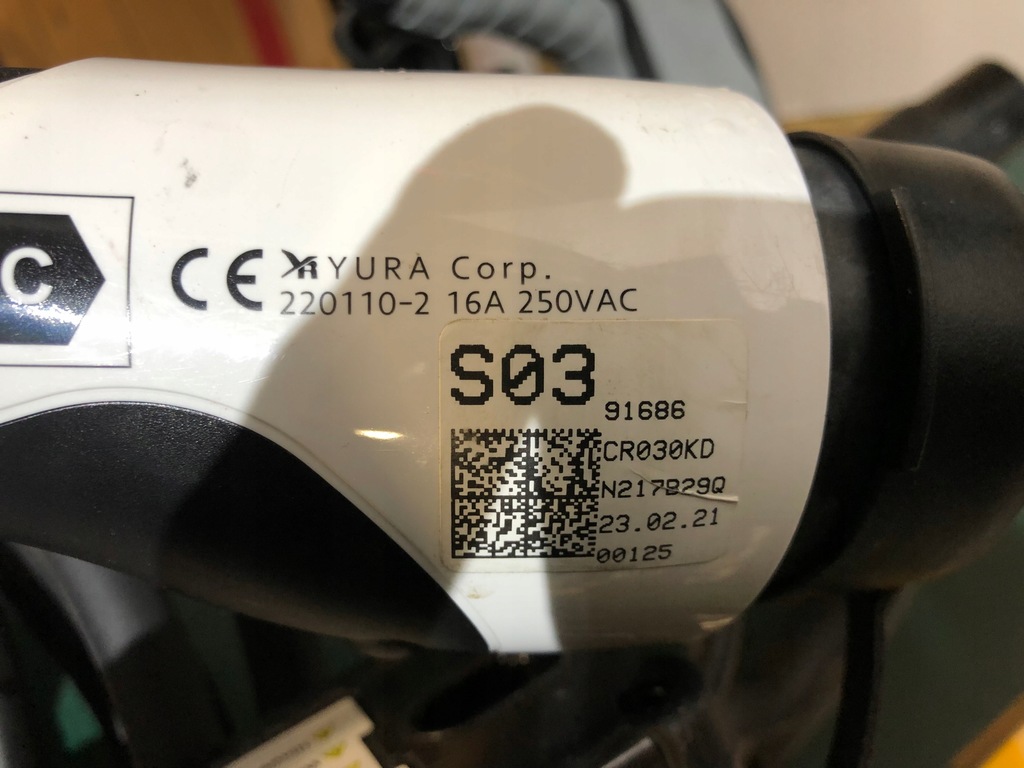 C
CE YURA Corp.
220110-2 16A 250VAC
S03
91686
CR030KD
N217B29Q
23.02.21
00125